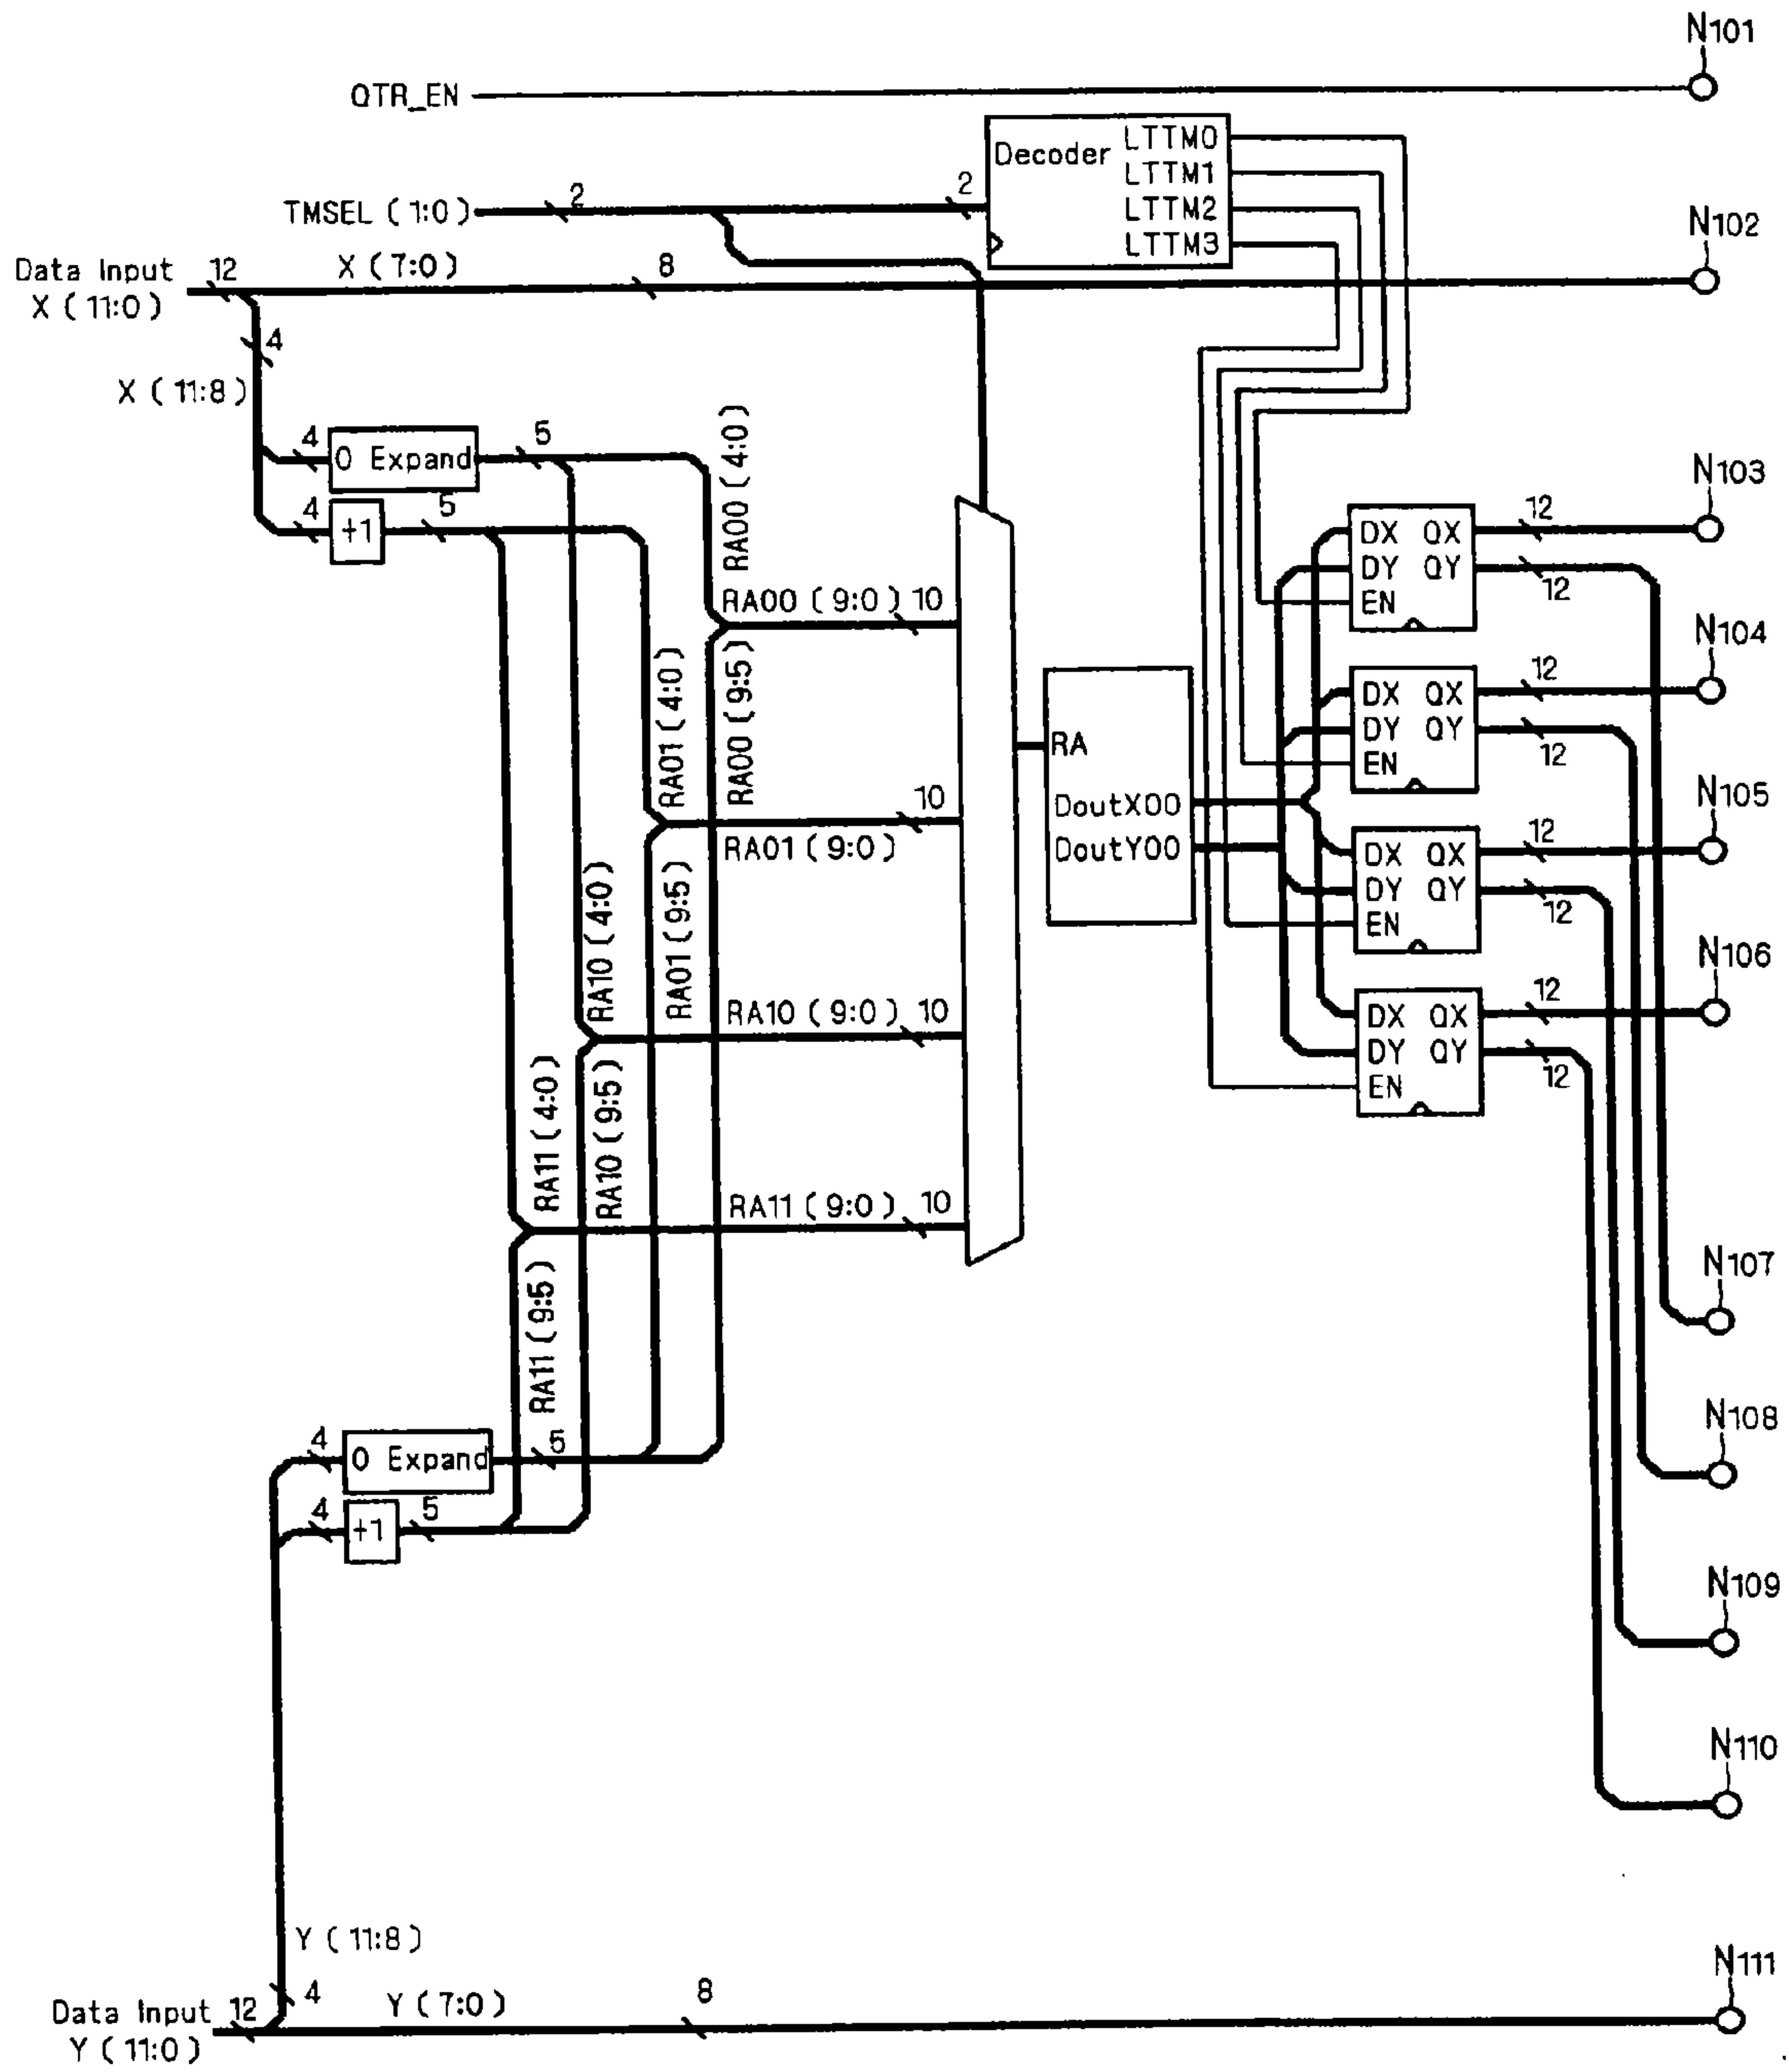 N101
QTR_EN
Decoder
LTTM0
LTTM1
LTTM2
LTTM3
TMSEL (1:0)
2
2
N102
Data Input
X (11:0)
12
X (7:0)
8
4
X (11:8)
4
0 Expand
5
4
+1
5
RA00 (4:0)
RA00 (9:0)
10
RA01 (4:0)
RA00 (9:5)
10
RA01 (9:0)
RA10 (4:0)
RA01 (9:5)
RA10 (9:0)
10
RA11 (4:0)
RA10 (9:5)
RA11 (9:0)
10
RA11 (9:5)
RA
DoutX00
DoutY00
N103
DX QX
DY QY
EN
12
12
N104
DX QX
DY QY
EN
12
12
N105
DX QX
DY QY
EN
12
12
N106
DX QX
DY QY
EN
12
12
N107
N108
N109
N110
4
0 Expand
5
4
+1
5
Y (11:8)
4
Data Input
Y (11:0)
12
Y (7:0)
8
N111